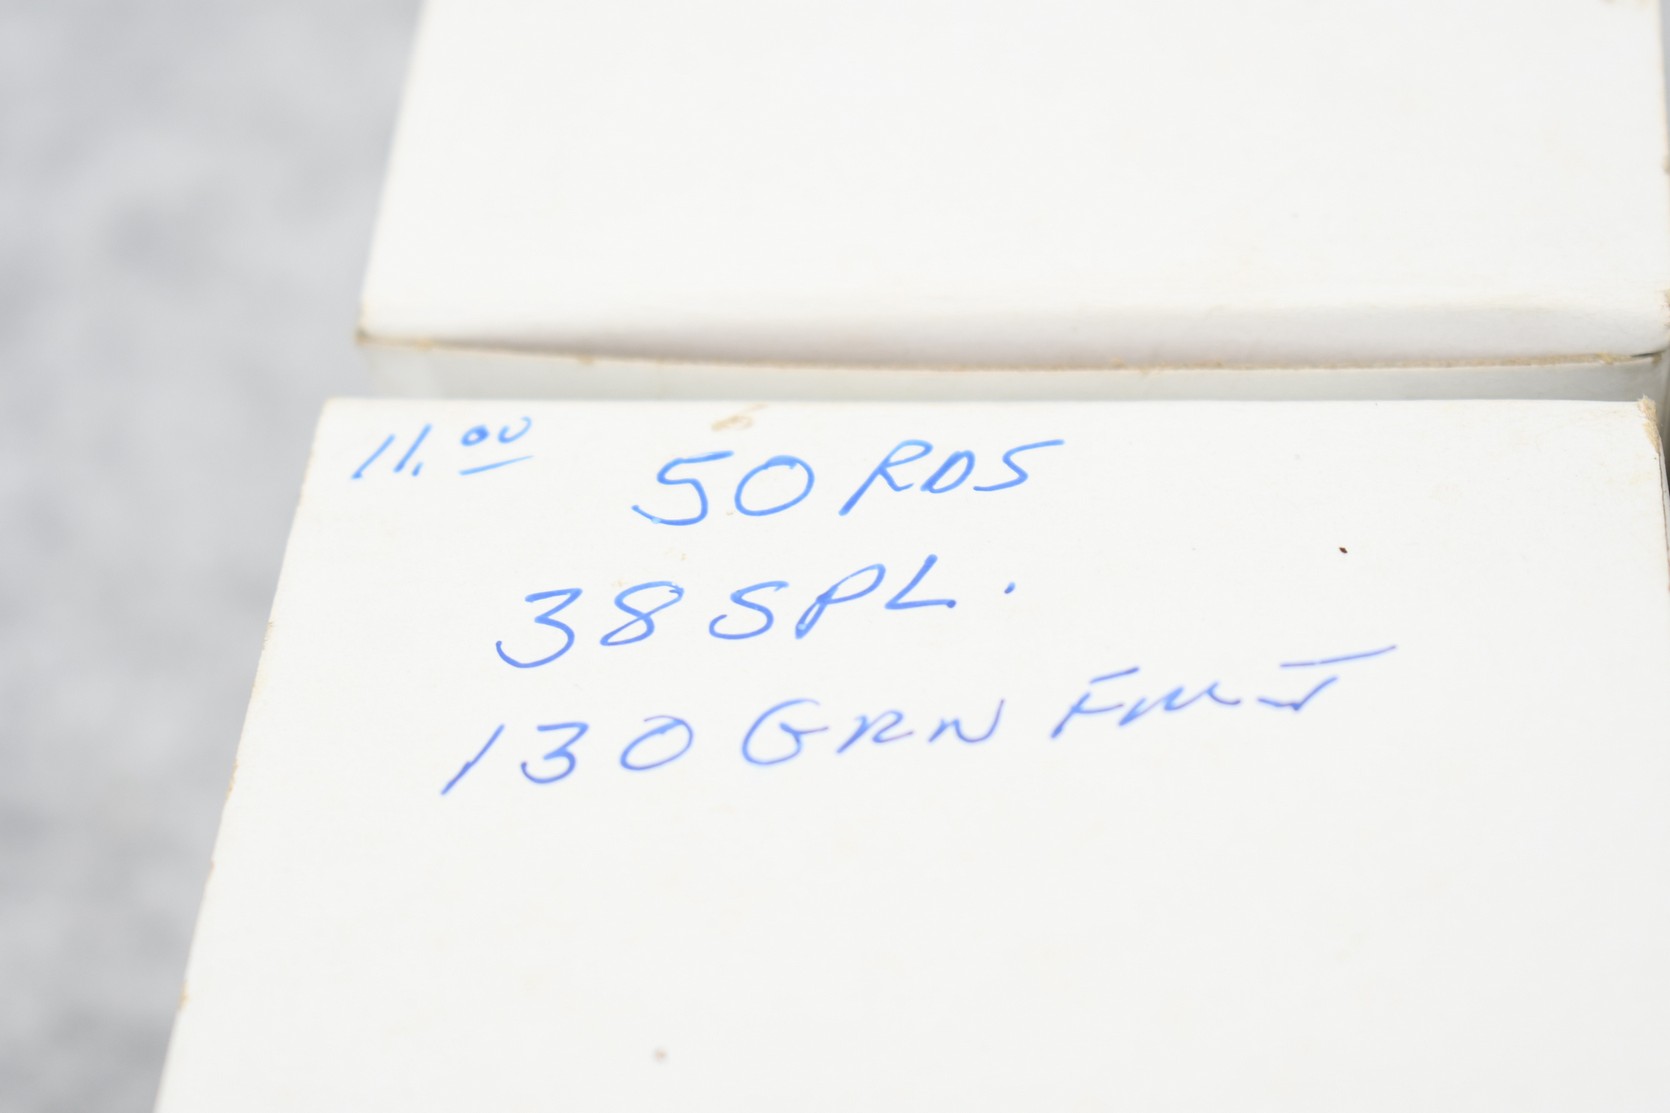 11.00
50 RDS
38 SPL.
130 GRN FMJ